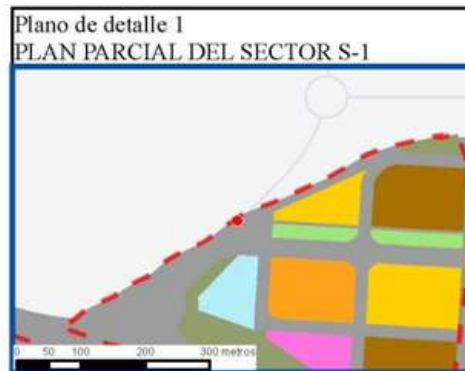 Plano de detalle 1
PLAN PARCIAL DEL SECTOR S-1
0 50 100 200 300 metros